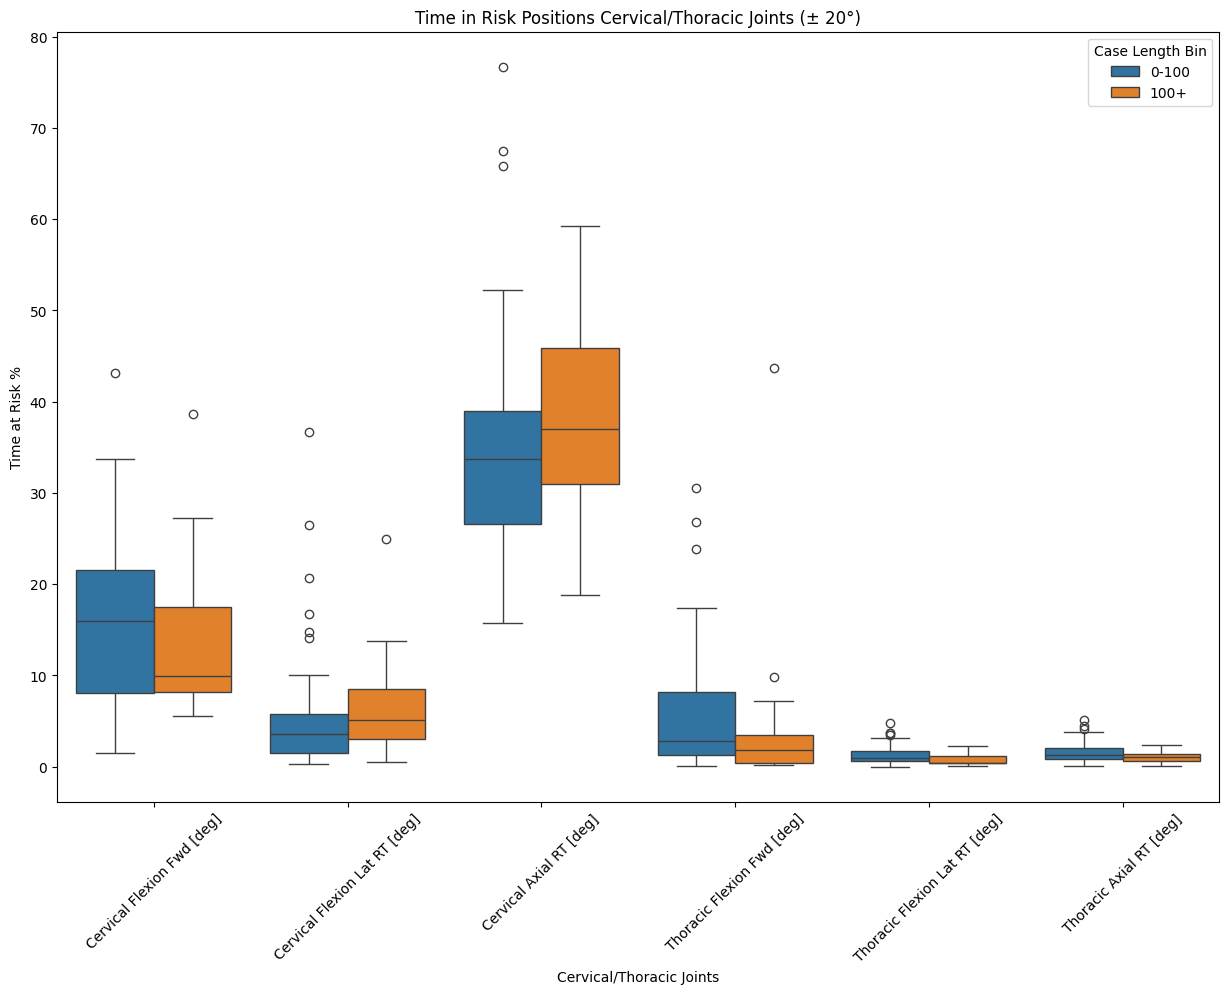 Time in Risk Positions Cervical/Thoracic Joints (± 20°)
Case Length Bin
0-100
100+
Time at Risk %
80
70
60
50
40
30
20
10
0
Cervical Flexion Fwd [deg]
Cervical Flexion Lat RT [deg]
Cervical Axial RT [deg]
Thoracic Flexion Fwd [deg]
Thoracic Flexion Lat RT [deg]
Thoracic Axial RT [deg]
Cervical/Thoracic Joints